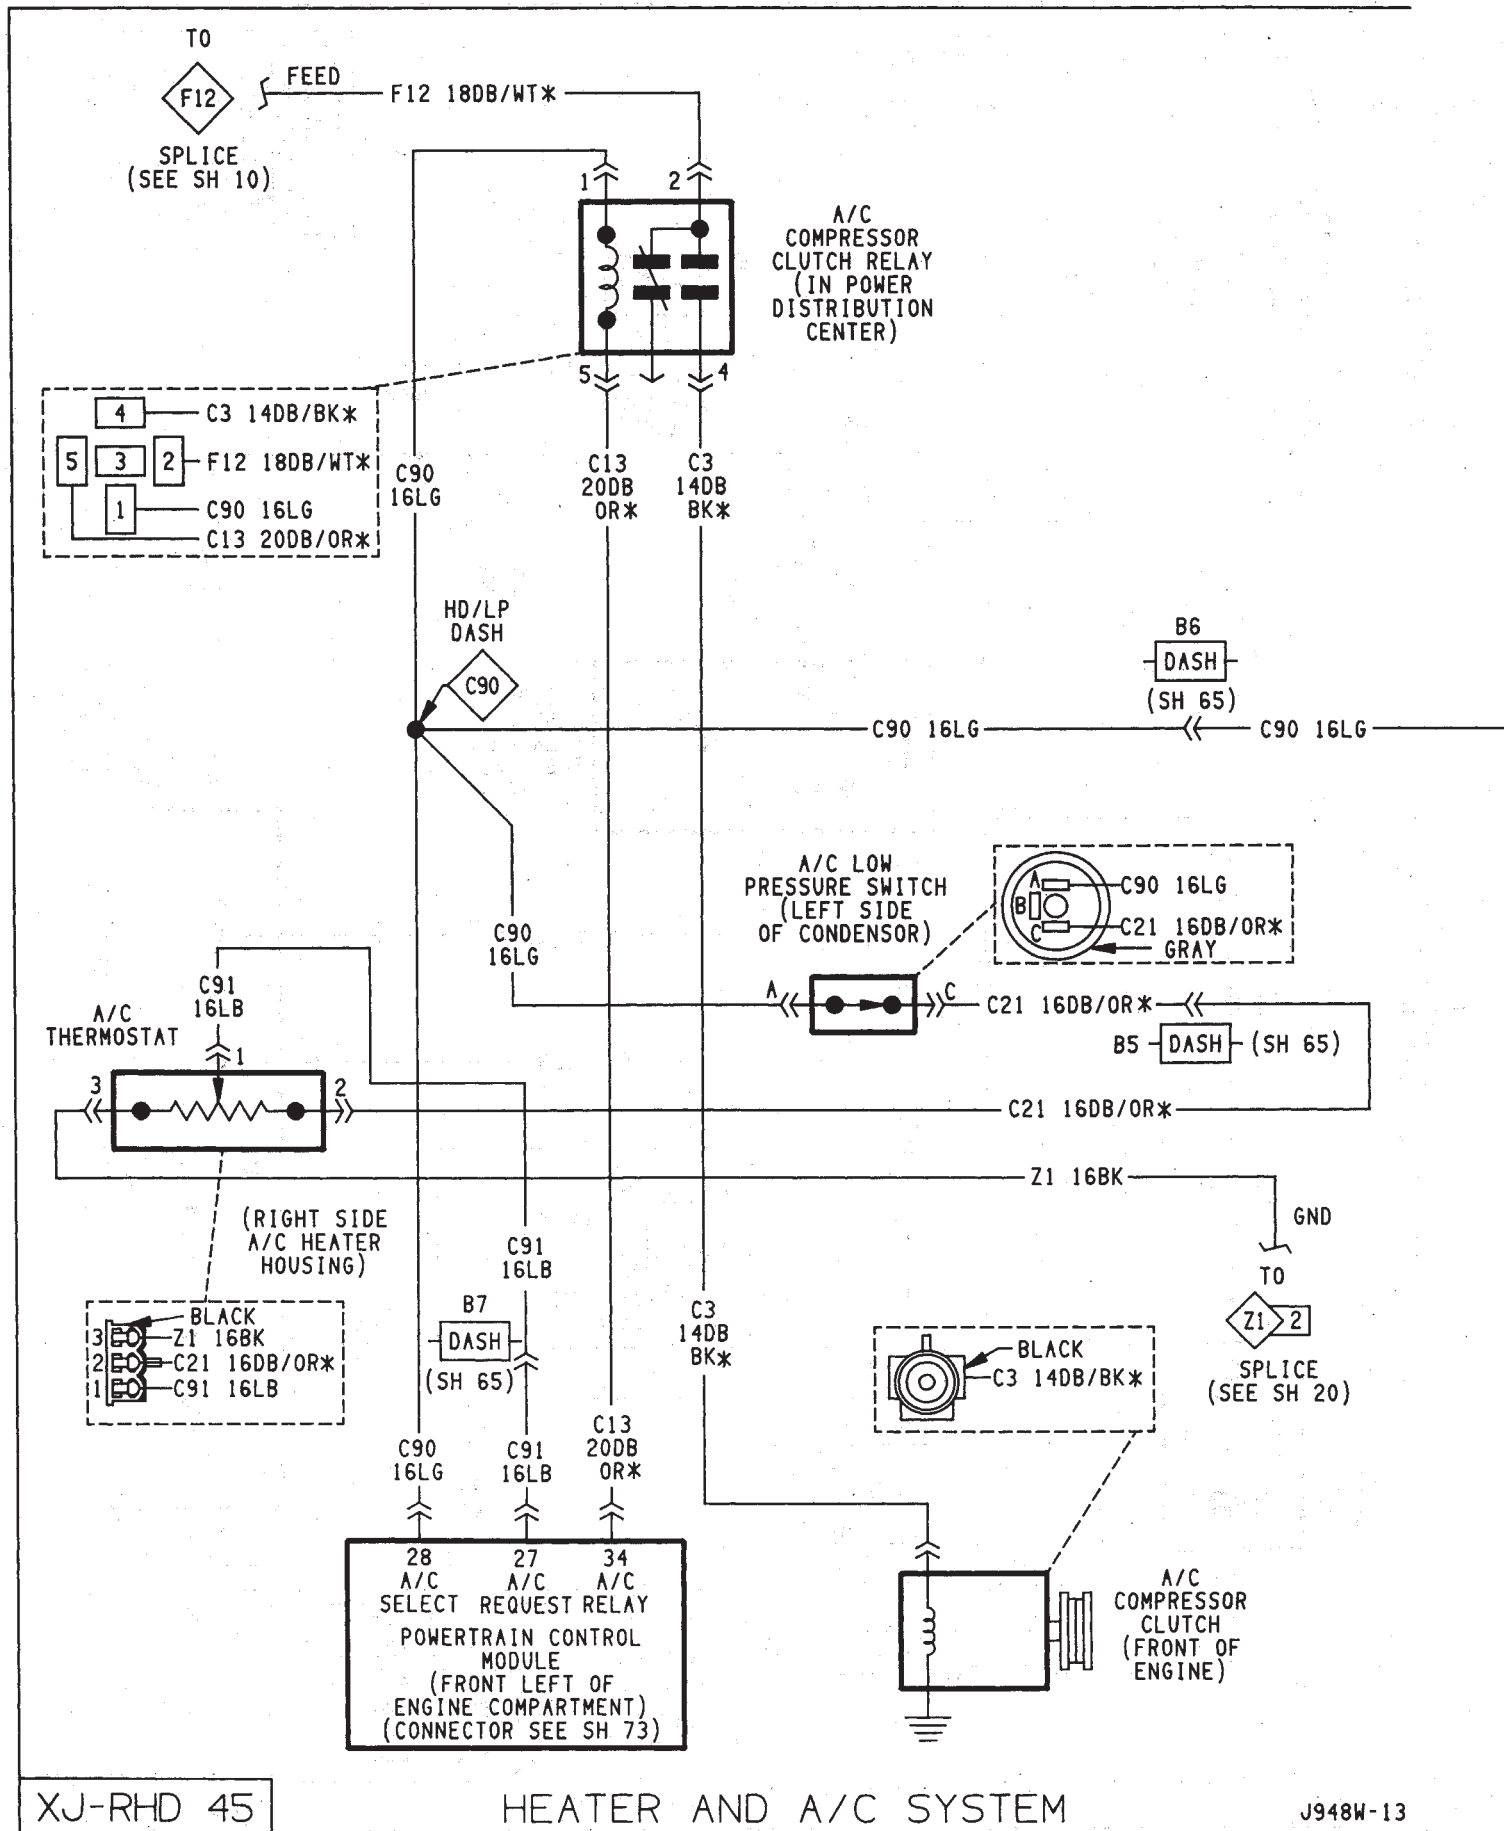 TO
F12
FEED
F12 18DB/WT*
SPLICE
(SEE SH 10)
1
2
A/C
COMPRESSOR
CLUTCH RELAY
(IN POWER
DISTRIBUTION
CENTER)
5
4
4
C3 14DB/BK*
5
3
2
F12 18DB/WT*
1
C90 16LG
C13 20DB/OR*
C90
16LG
C13
20DB
OR*
C3
14DB
BK*
HD/LP
DASH
C90
B6
DASH
(SH 65)
C90 16LG
C90 16LG
A/C LOW
PRESSURE SWITCH
(LEFT SIDE
OF CONDENSOR)
A
B
C
C90 16LG
C21 16DB/OR*
GRAY
C90
16LG
A
C
C21 16DB/OR*
B5
DASH
(SH 65)
C91
16LB
A/C
THERMOSTAT
1
3
2
C21 16DB/OR*
Z1 16BK
GND
TO
Z1
2
SPLICE
(SEE SH 20)
(RIGHT SIDE
A/C HEATER
HOUSING)
BLACK
3
Z1 16BK
2
C21 16DB/OR*
1
C91 16LB
C91
16LB
B7
DASH
(SH 65)
C3
14DB
BK*
BLACK
C3 14DB/BK*
C90
16LG
C91
16LB
C13
20DB
OR*
28
27
34
A/C
SELECT
A/C
REQUEST
A/C
RELAY
POWERTRAIN CONTROL
MODULE
(FRONT LEFT OF
ENGINE COMPARTMENT)
(CONNECTOR SEE SH 73)
A/C
COMPRESSOR
CLUTCH
(FRONT OF
ENGINE)
XJ-RHD 45
HEATER AND A/C SYSTEM
J948W-13